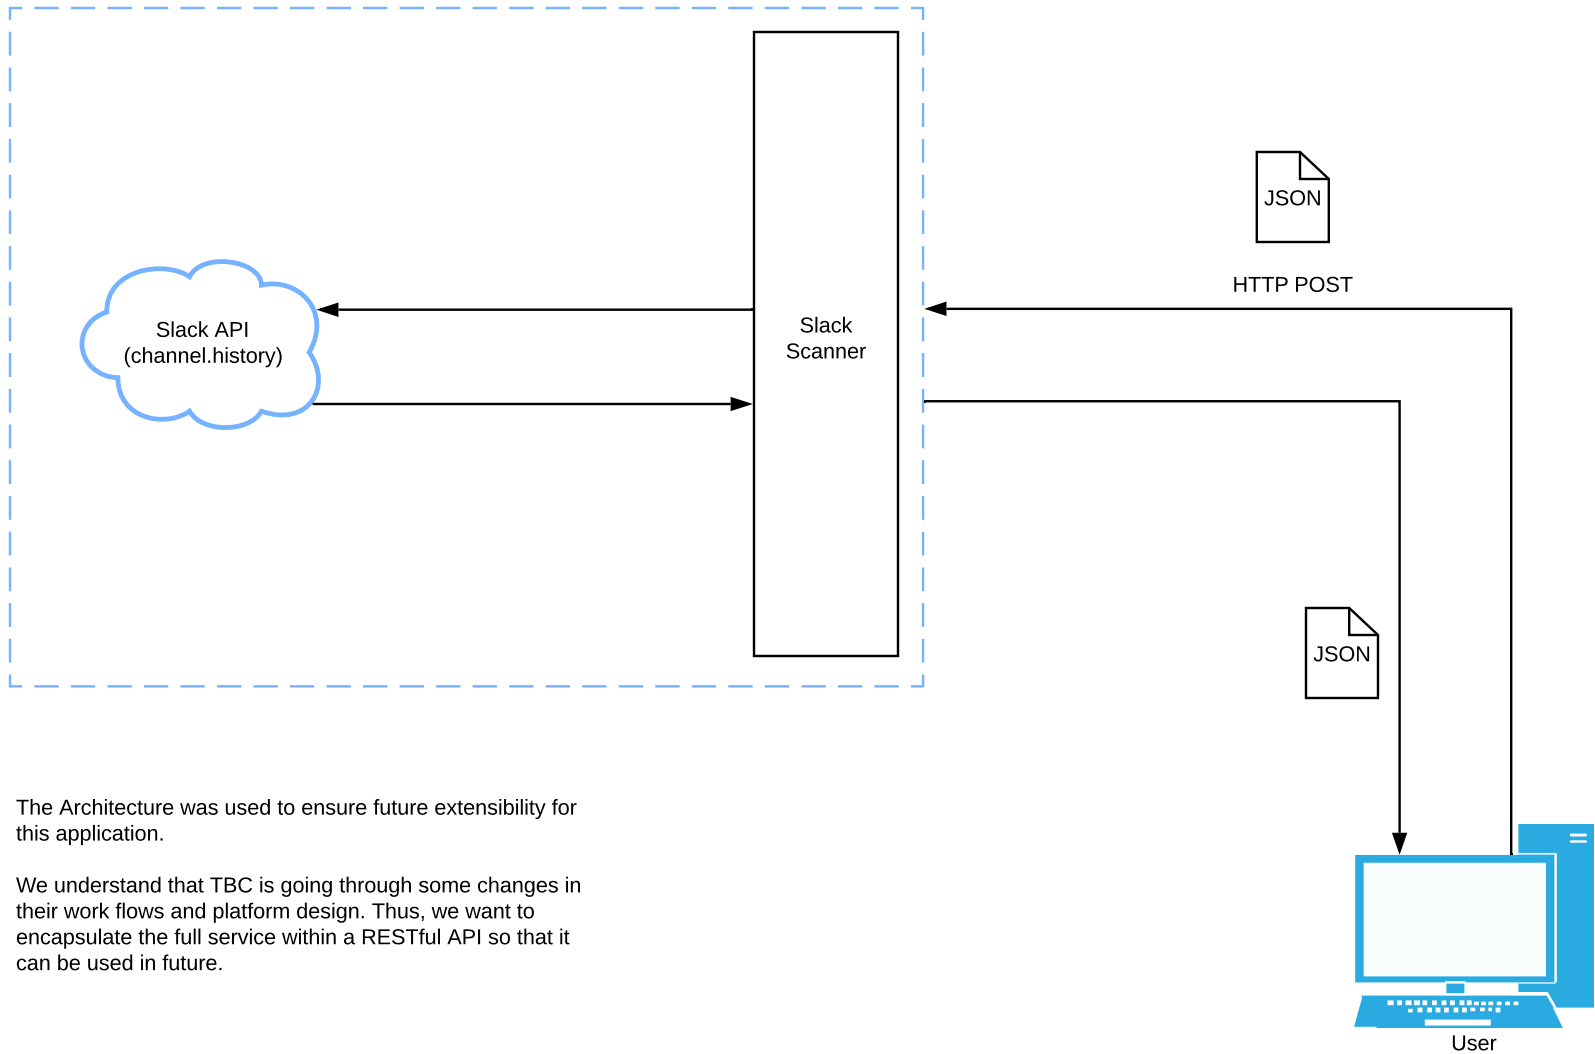 JSON
HTTP POST
Slack API
(channel.history)
Slack
Scanner
JSON
The Architecture was used to ensure future extensibility for
this application.
We understand that TBC is going through some changes in
their work flows and platform design. Thus, we want to
encapsulate the full service within a RESTful API so that it
can be used in future.
User